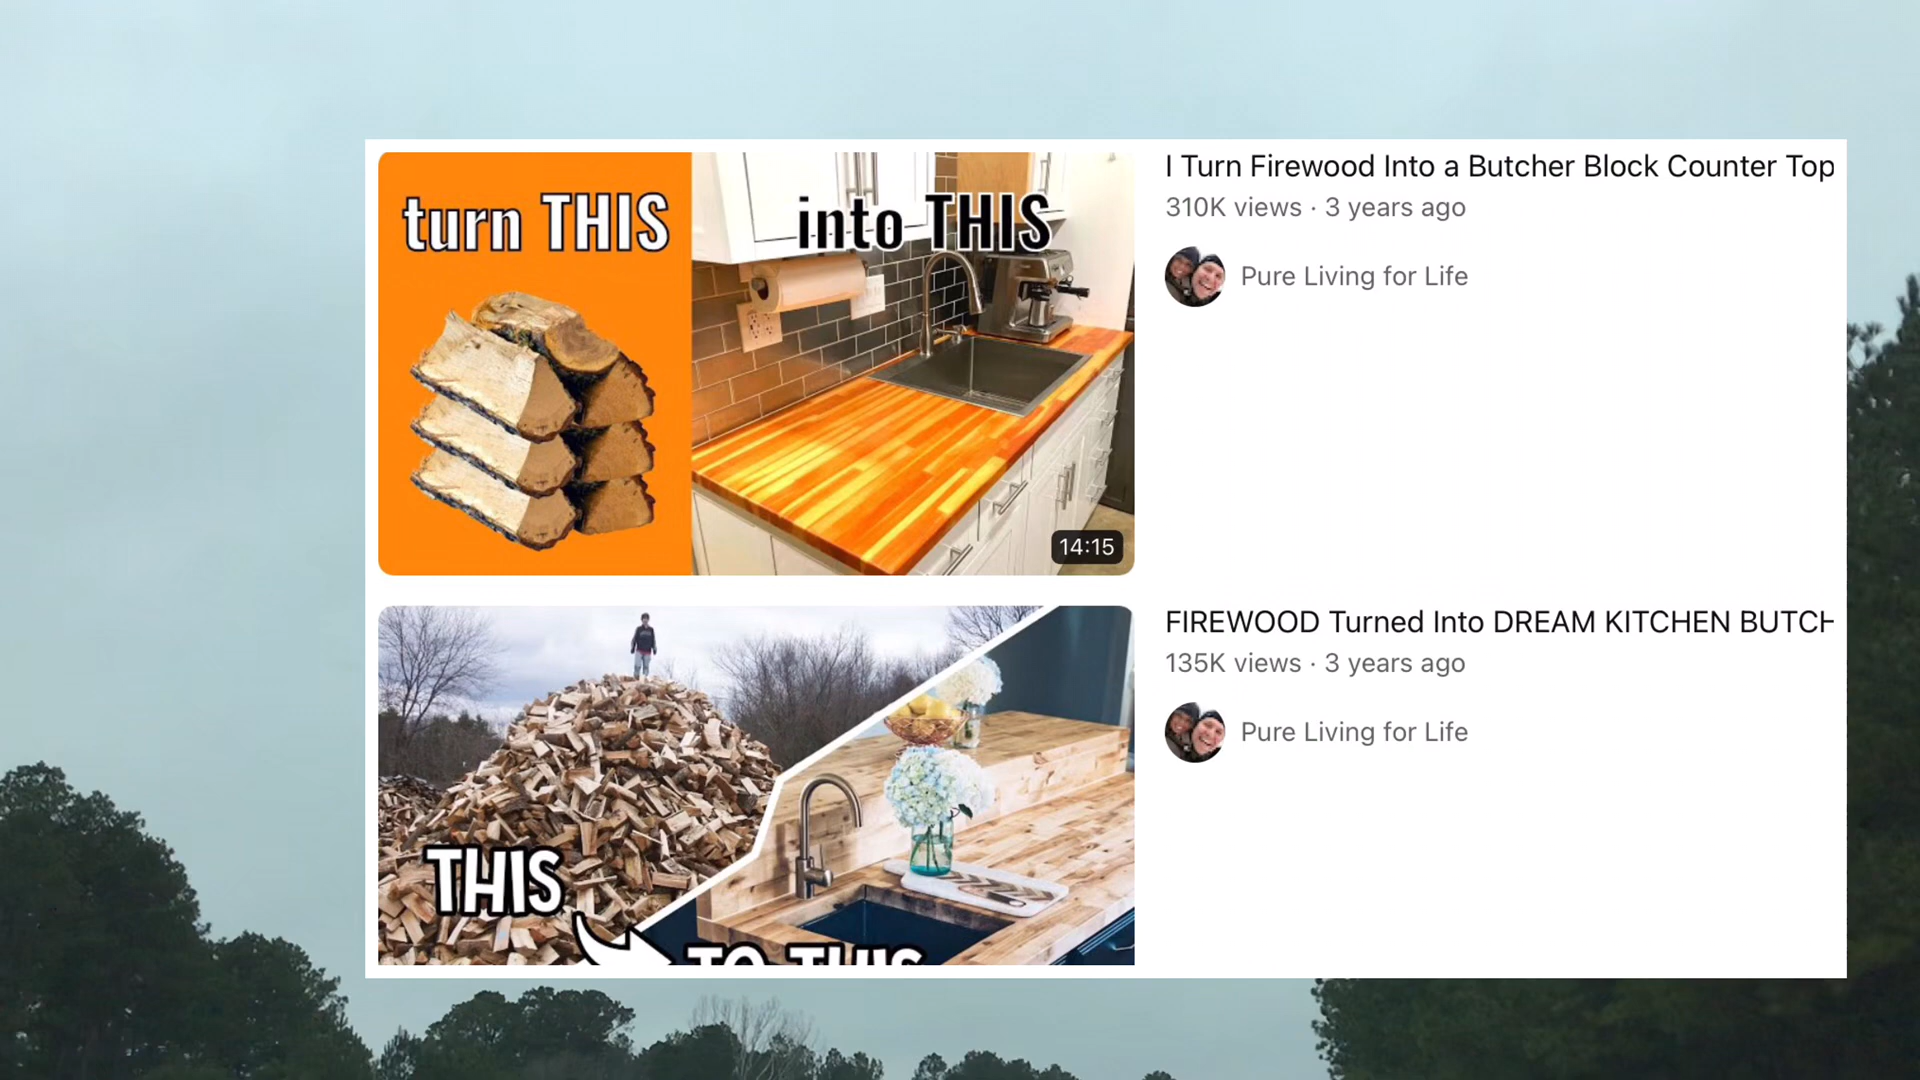 turn THIS
into THIS
14:15
I Turn Firewood Into a Butcher Block Counter Top
310K views · 3 years ago
Pure Living for Life
THIS
TO THIS
FIREWOOD Turned Into DREAM KITCHEN BUTCH
135K views · 3 years ago
Pure Living for Life